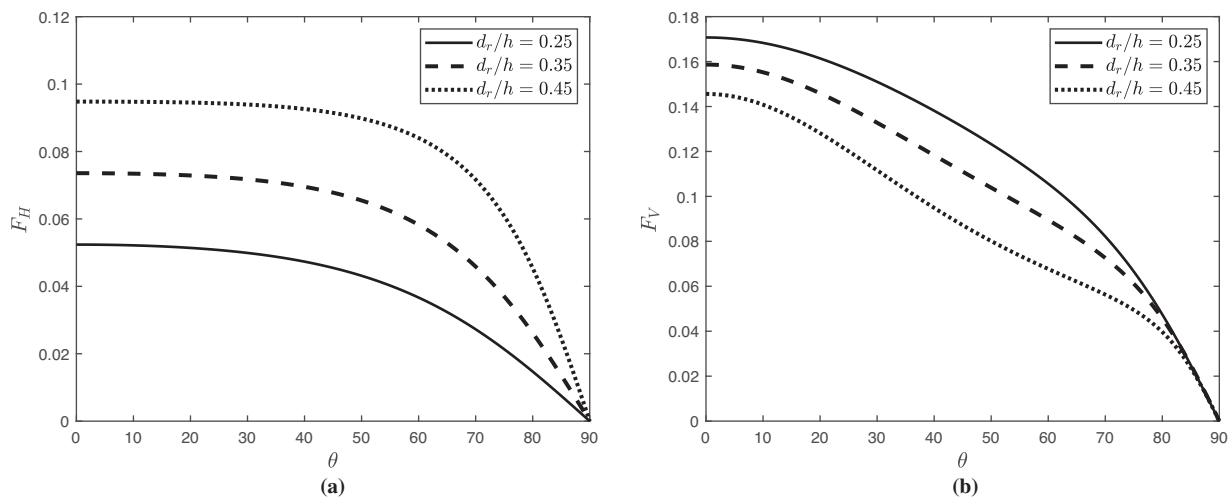 0.12
0.1
0.08
0.06
0.04
0.02
0
F_H
d_r/h = 0.25
d_r/h = 0.35
d_r/h = 0.45
0 10 20 30 40 50 60 70 80 90
θ
(a)
0.18
0.16
0.14
0.12
0.1
0.08
0.06
0.04
0.02
0
F_V
d_r/h = 0.25
d_r/h = 0.35
d_r/h = 0.45
0 10 20 30 40 50 60 70 80 90
θ
(b)